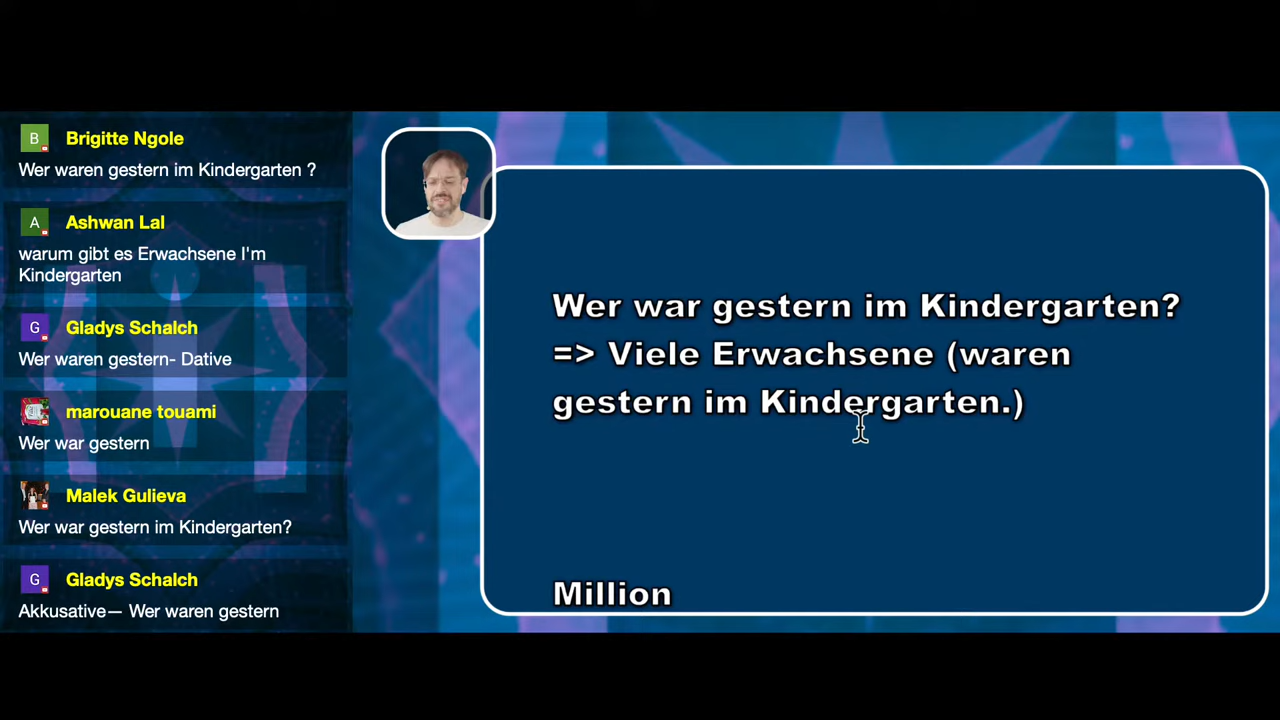 B
Brigitte Ngole
Wer waren gestern im Kindergarten ?
A
Ashwan Lal
warum gibt es Erwachsene I'm
Kindergarten
G
Gladys Schalch
Wer waren gestern- Dative
marouane touami
Wer war gestern
Malek Gulieva
Wer war gestern im Kindergarten?
G
Gladys Schalch
Akkusative— Wer waren gestern
Wer war gestern im Kindergarten?
=> Viele Erwachsene (waren
gestern im Kindergarten.)
Million